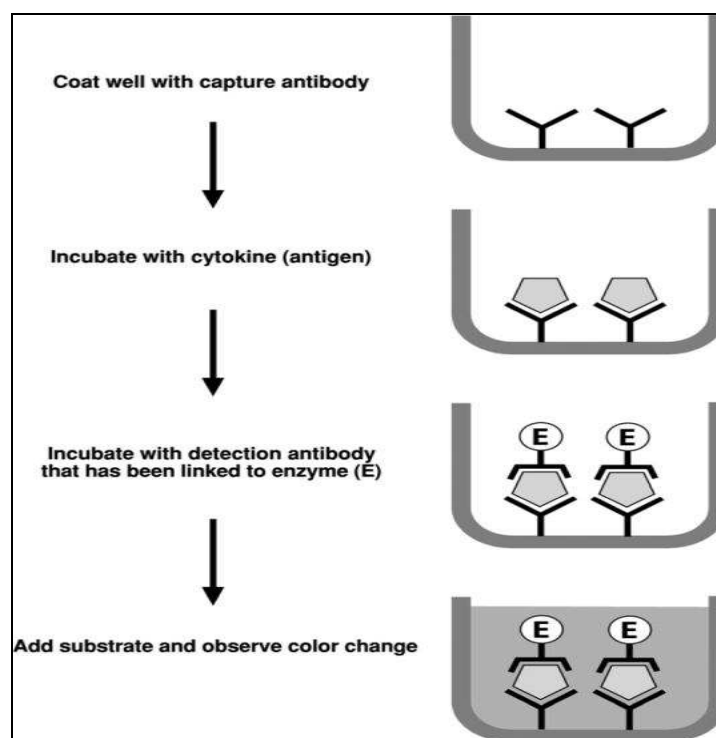 Coat well with capture antibody
Incubate with cytokine (antigen)
E E
Incubate with detection antibody
that has been linked to enzyme (E)
E E
Add substrate and observe color change